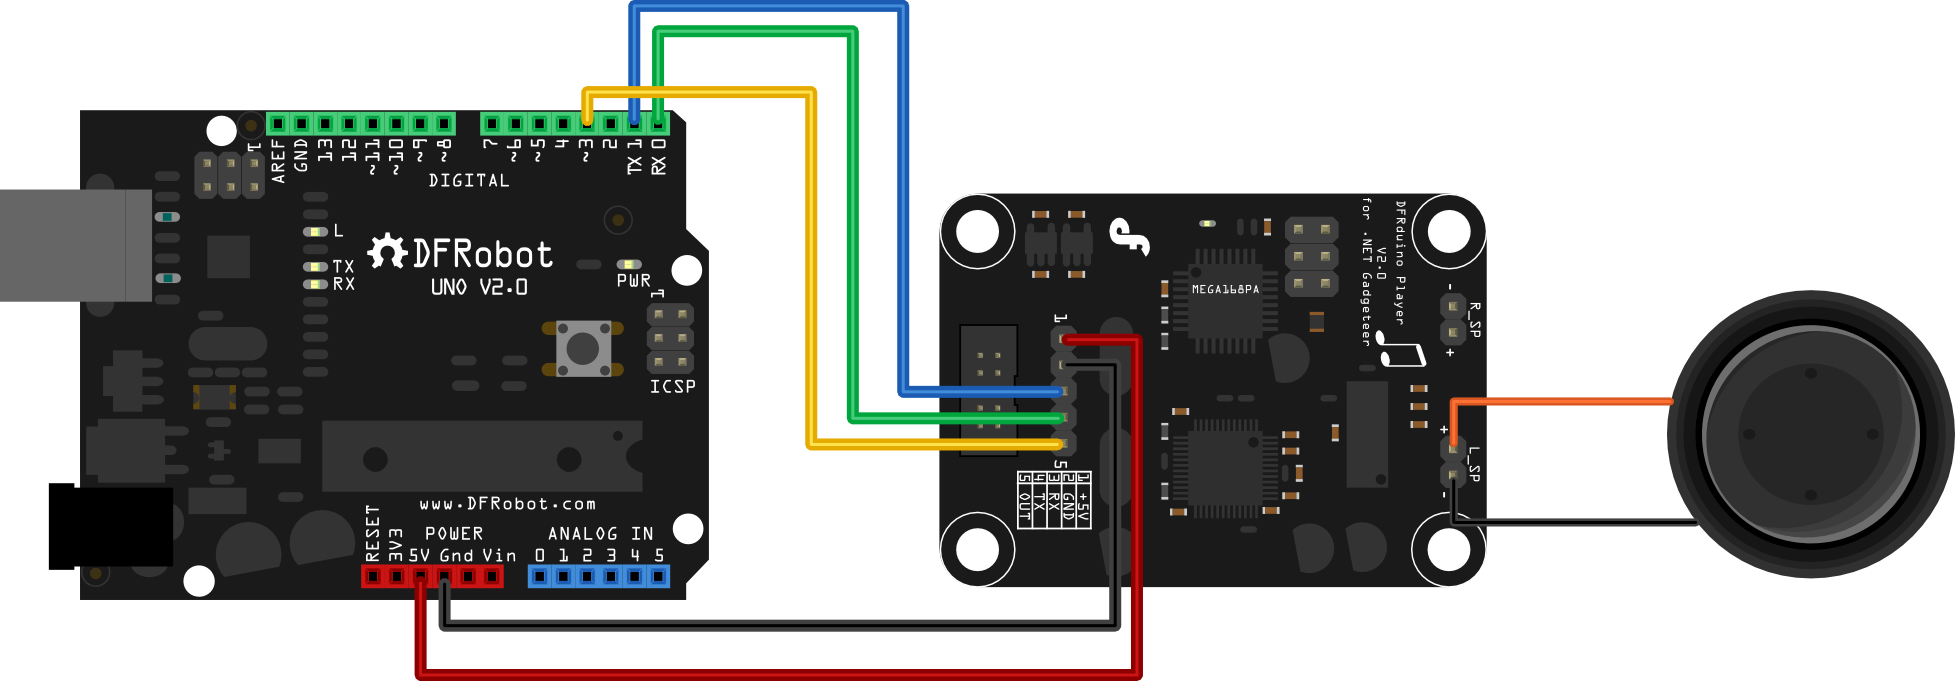 1
AREF
GND
13
12
~11
~10
~9
~8
7
~6
~5
4
~3
2
TX 1
RX 0
DIGITAL
L
TX
RX
DFRobot
UNO V2.0
PWR
1
ICSP
www.DFRobot.com
RESET
3V3
5V
Gnd
Vin
POWER
ANALOG IN
0
1
2
3
4
5
MEGA168PA
DFRduino Player
V2.0
for .NET Gadgeteer
-
R_SP
+
1
5
1 +5V
2 GND
3 RX
4 TX
5 OUT
+
L_SP
-